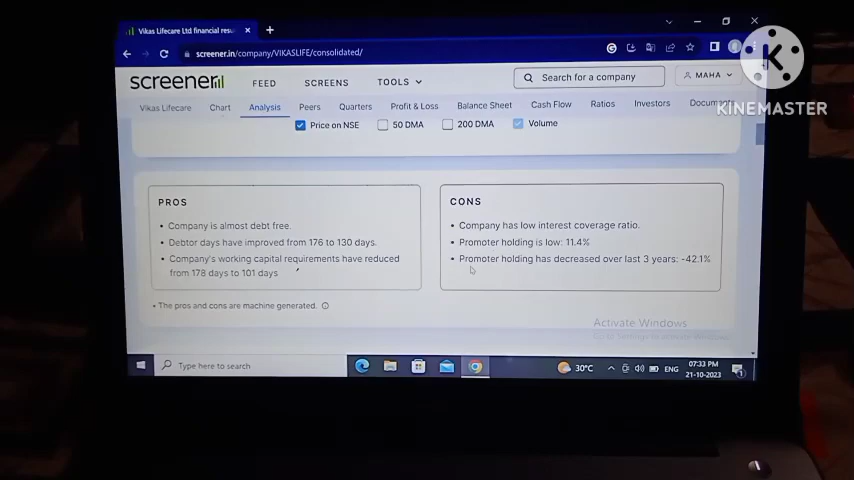 Vikas Lifecare Ltd financial resu
screener.in/company/VIKASLIFE/consolidated/
screener
FEED SCREENS TOOLS
Search for a company
MAHA
KINEMASTER
Vikas Lifecare Chart Analysis Peers Quarters Profit & Loss Balance Sheet Cash Flow Ratios Investors Docum
Price on NSE 50 DMA 200 DMA Volume
PROS
• Company is almost debt free.
• Debtor days have improved from 176 to 130 days.
• Company's working capital requirements have reduced
from 178 days to 101 days
CONS
• Company has low interest coverage ratio.
• Promoter holding is low: 11.4%
• Promoter holding has decreased over last 3 years: -42.1%
* The pros and cons are machine generated.
Activate Windows
Type here to search
30°C
ENG
07:33 PM
21-10-2023